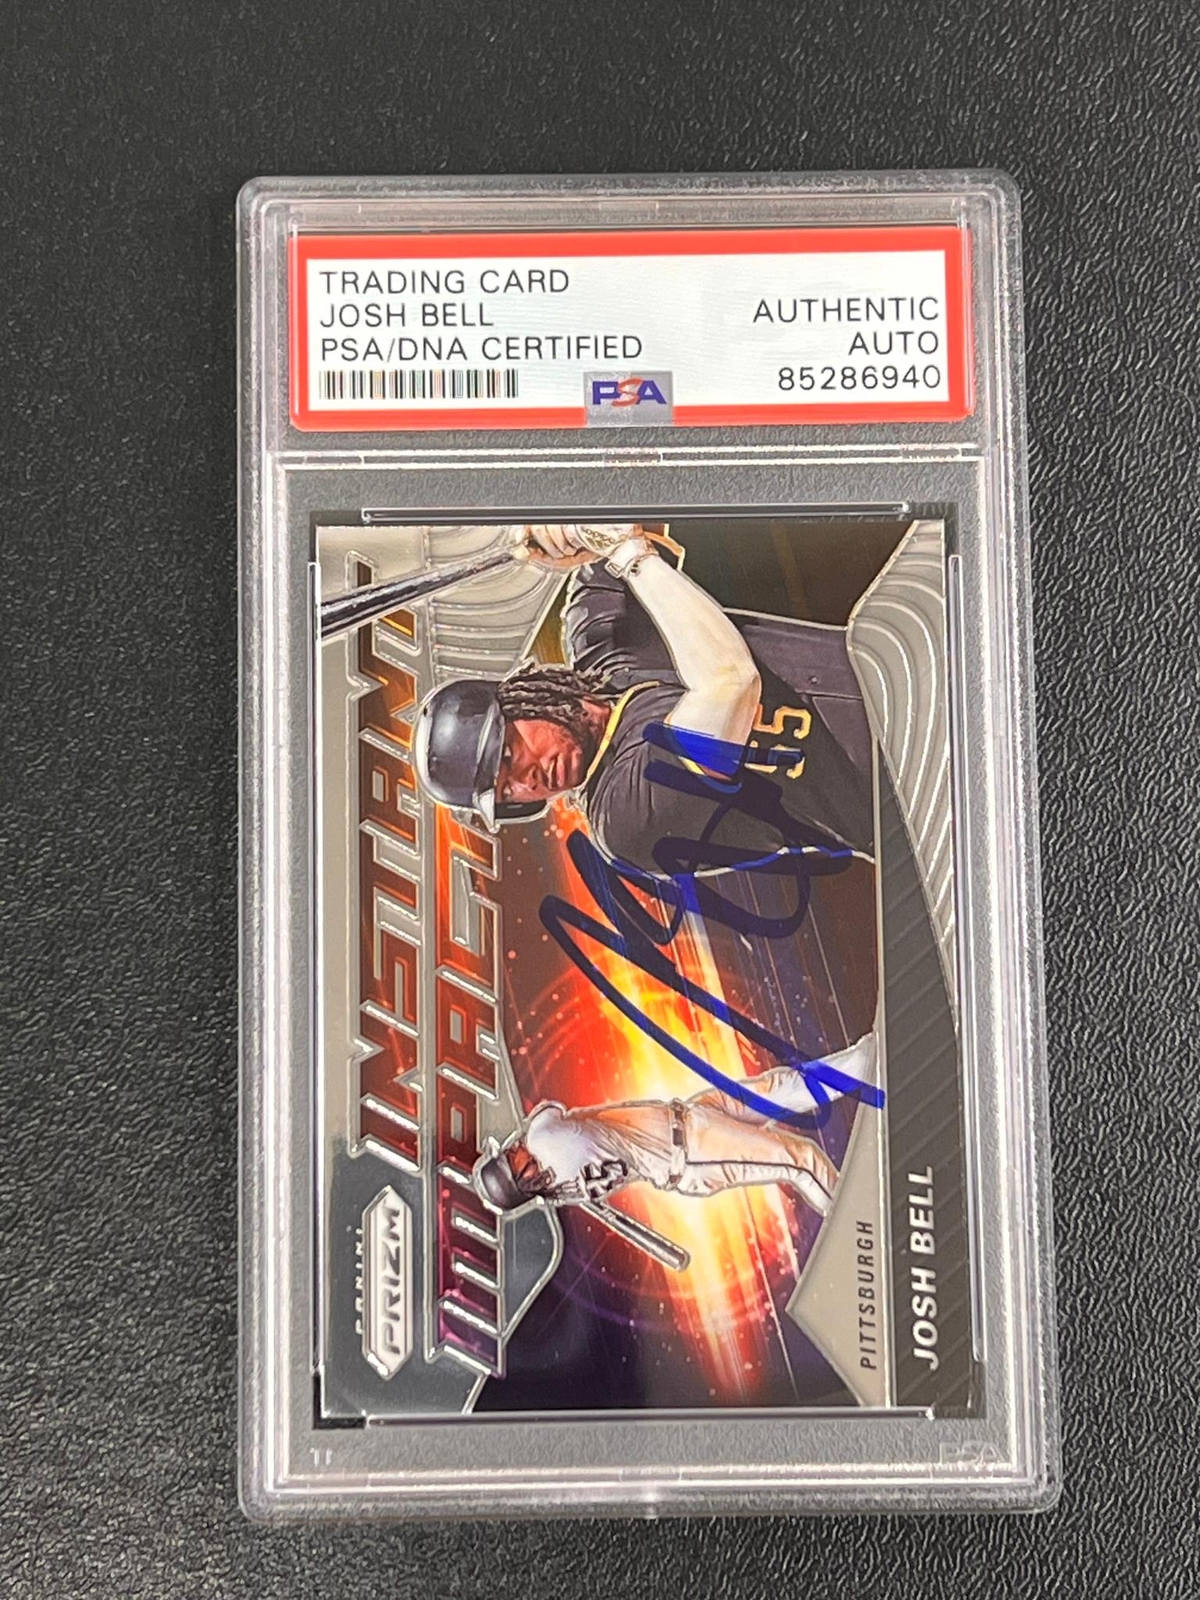 TRADING CARD
JOSH BELL
PSA/DNA CERTIFIED
AUTHENTIC
AUTO
85286940
PSA
INSTANT
IMPACT
PANINI
PRIZM
55
PITTSBURGH
JOSH BELL
PSA